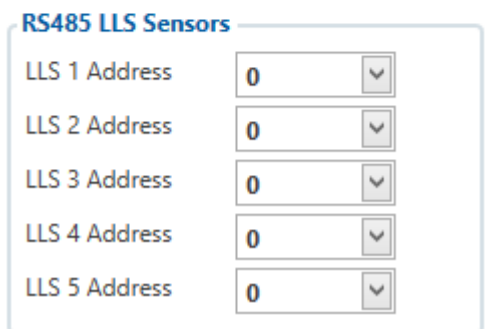 RS485 LLS Sensors
LLS 1 Address 0
LLS 2 Address 0
LLS 3 Address 0
LLS 4 Address 0
LLS 5 Address 0